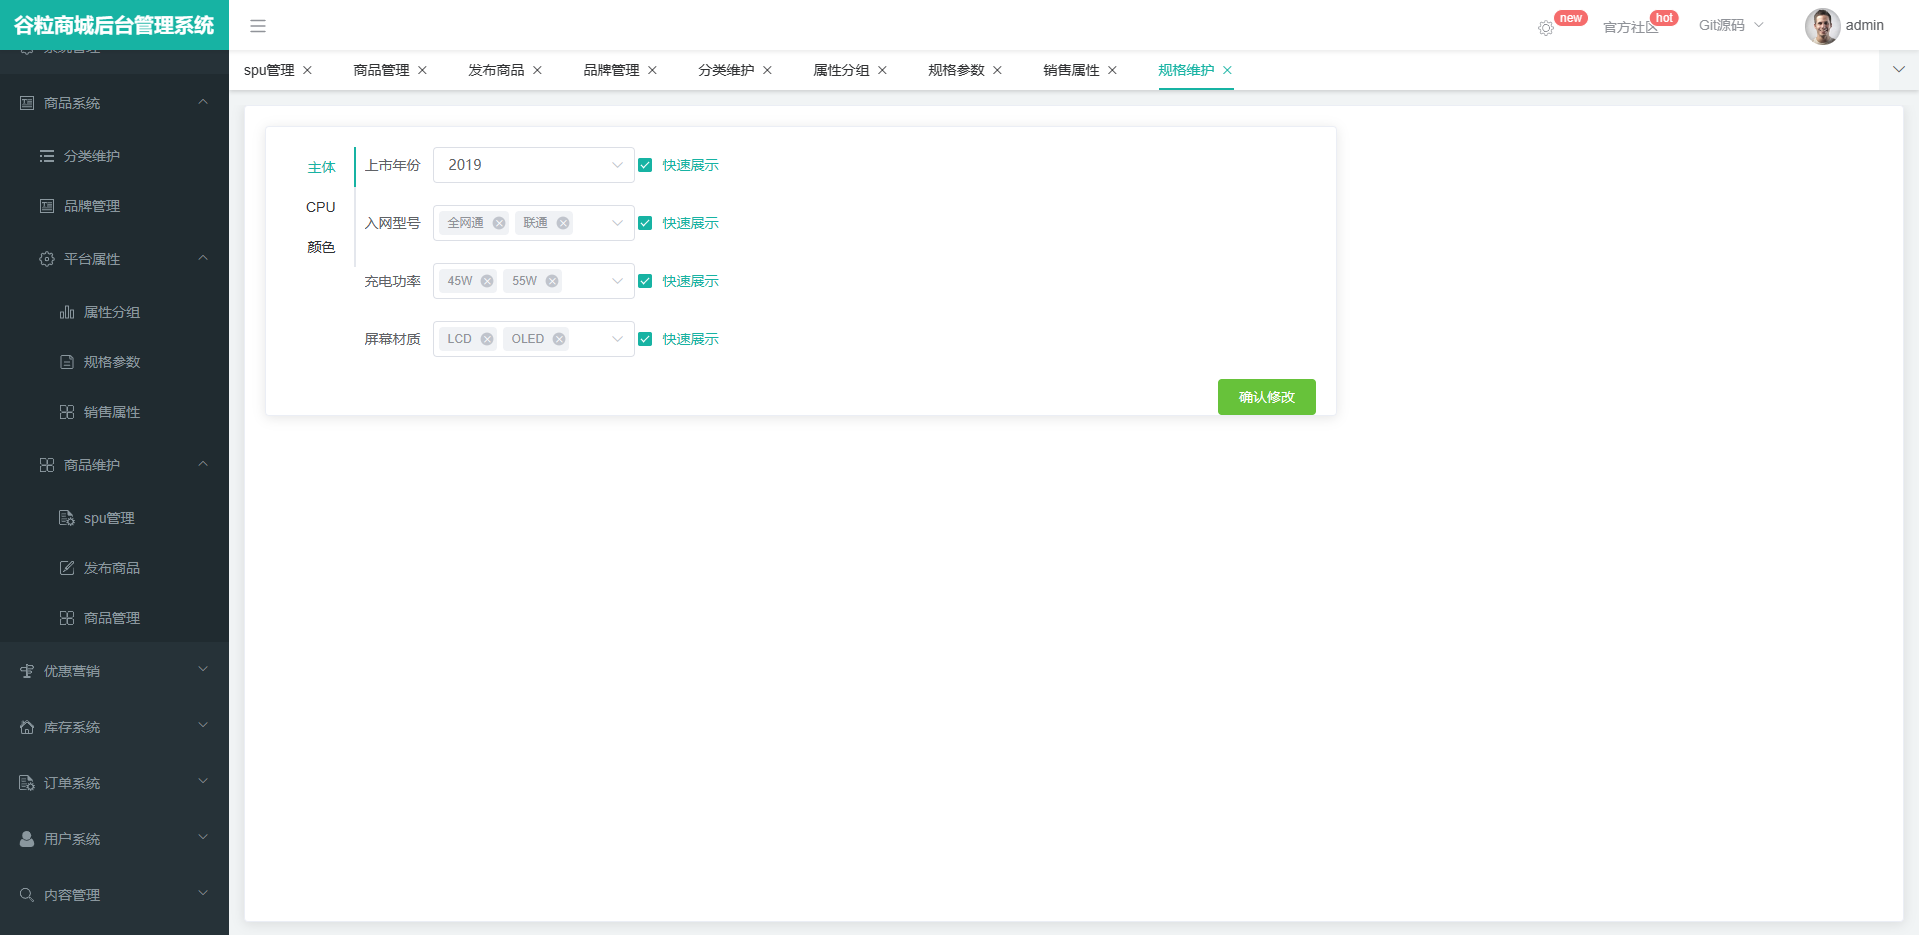 谷粒商城后台管理系统
new
官方社区
hot
Git源码
admin
系统管理
商品系统
分类维护
品牌管理
平台属性
属性分组
规格参数
销售属性
商品维护
spu管理
发布商品
商品管理
优惠营销
库存系统
订单系统
用户系统
内容管理
spu管理 商品管理 发布商品 品牌管理 分类维护 属性分组 规格参数 销售属性 规格维护
主体
CPU
颜色
上市年份 2019 快速展示
入网型号 全网通 联通 快速展示
充电功率 45W 55W 快速展示
屏幕材质 LCD OLED 快速展示
确认修改